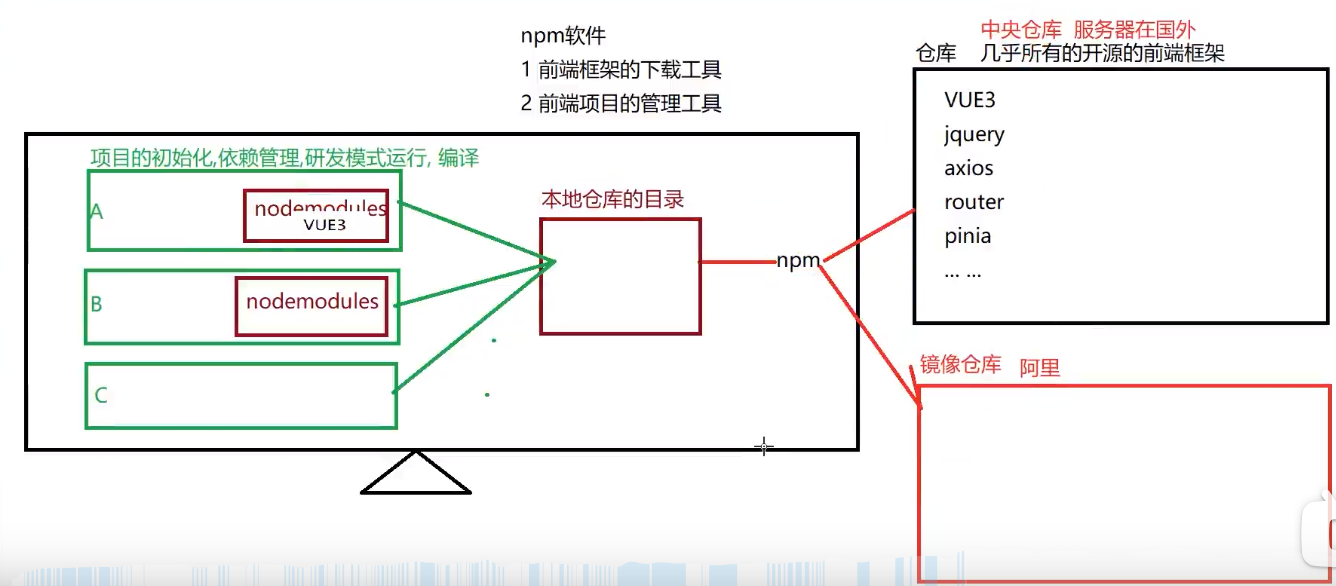 npm软件
1 前端框架的下载工具
2 前端项目的管理工具
中央仓库 服务器在国外
仓库 几乎所有的开源的前端框架
VUE3
jquery
axios
router
pinia
... ...
项目的初始化,依赖管理,研发模式运行, 编译
A
nodemodules
VUE3
B
nodemodules
C
本地仓库的目录
npm
镜像仓库 阿里